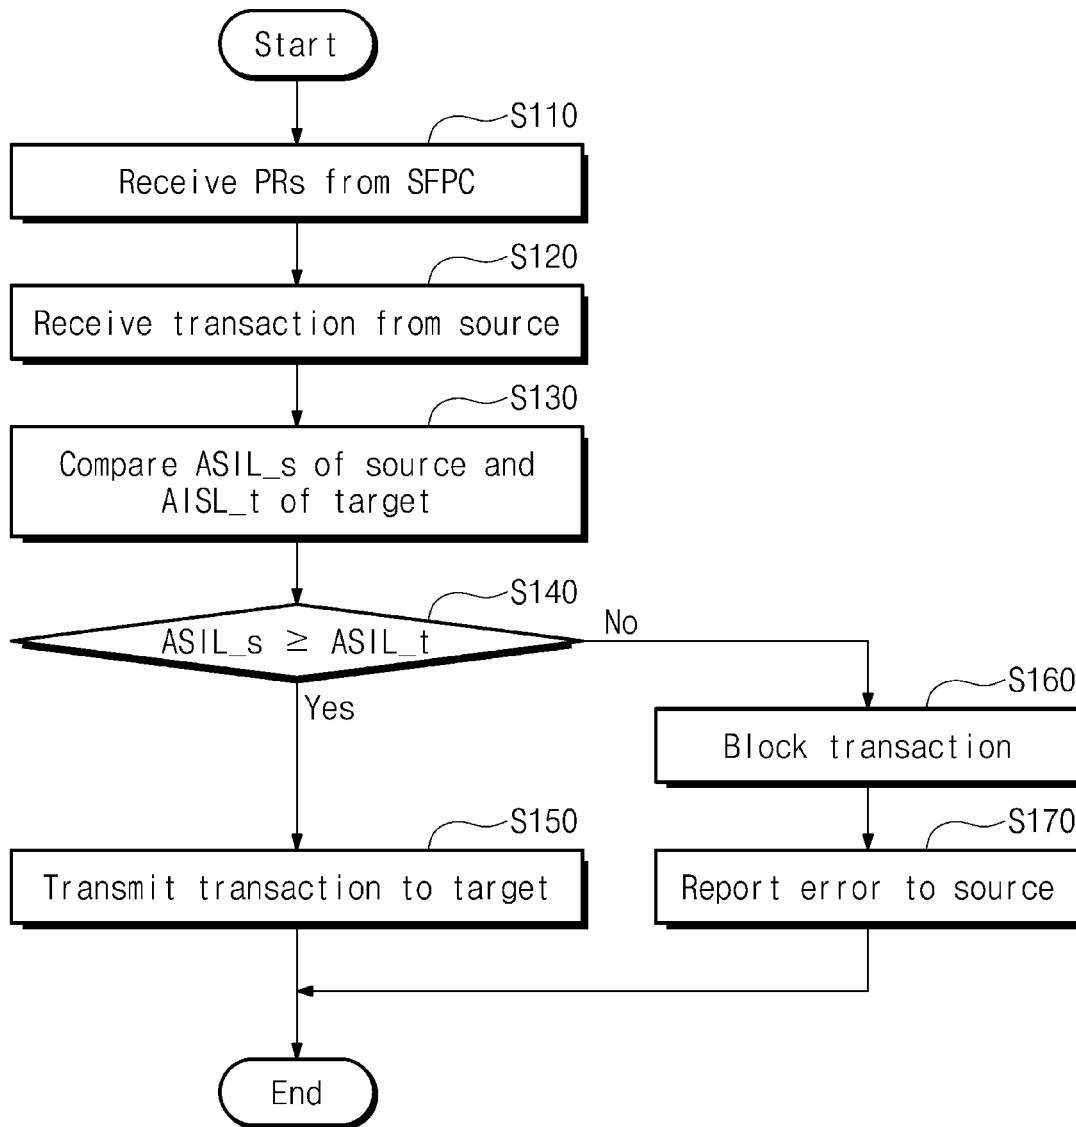 Start
S110
Receive PRs from SFPC
S120
Receive transaction from source
S130
Compare ASIL_s of source and
AISL_t of target
S140
ASIL_s ≥ ASIL_t
No
Yes
S160
Block transaction
S150
Transmit transaction to target
S170
Report error to source
End